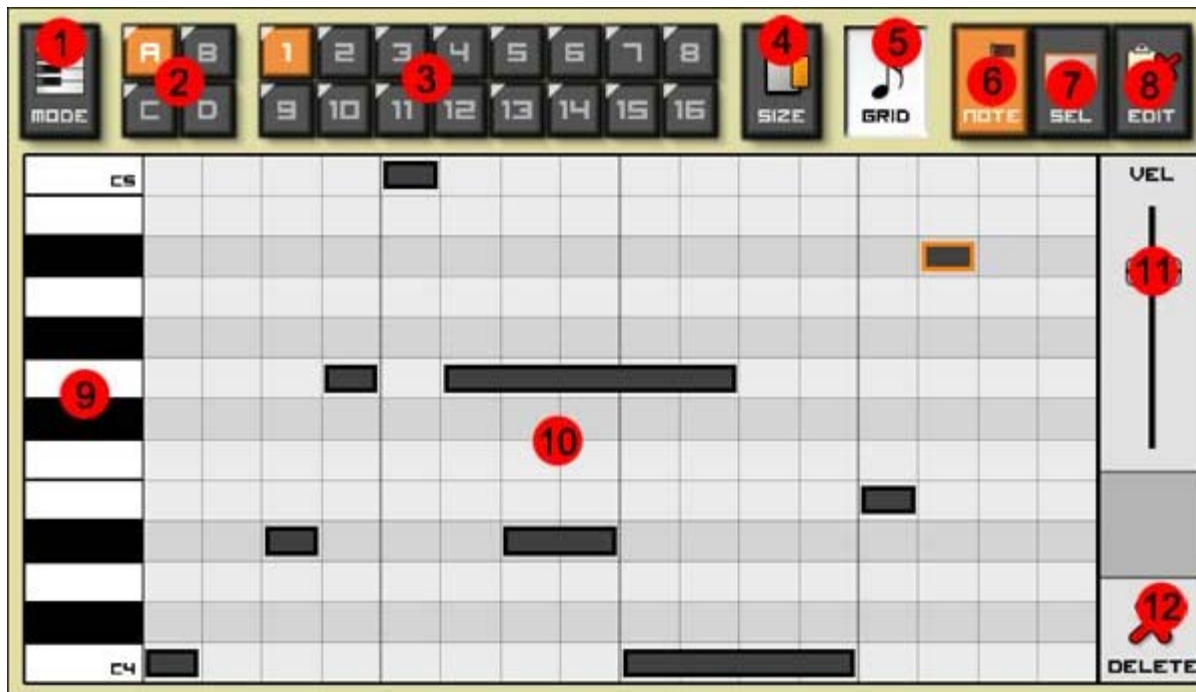 1 2 3 4 5 6 7 8
A B 1 2 3 4 5 6 7 8
C D 9 10 11 12 13 14 15 16
MODE SIZE GRID NOTE SEL EDIT
C5 VEL
11
9
10
12
C4 DELETE